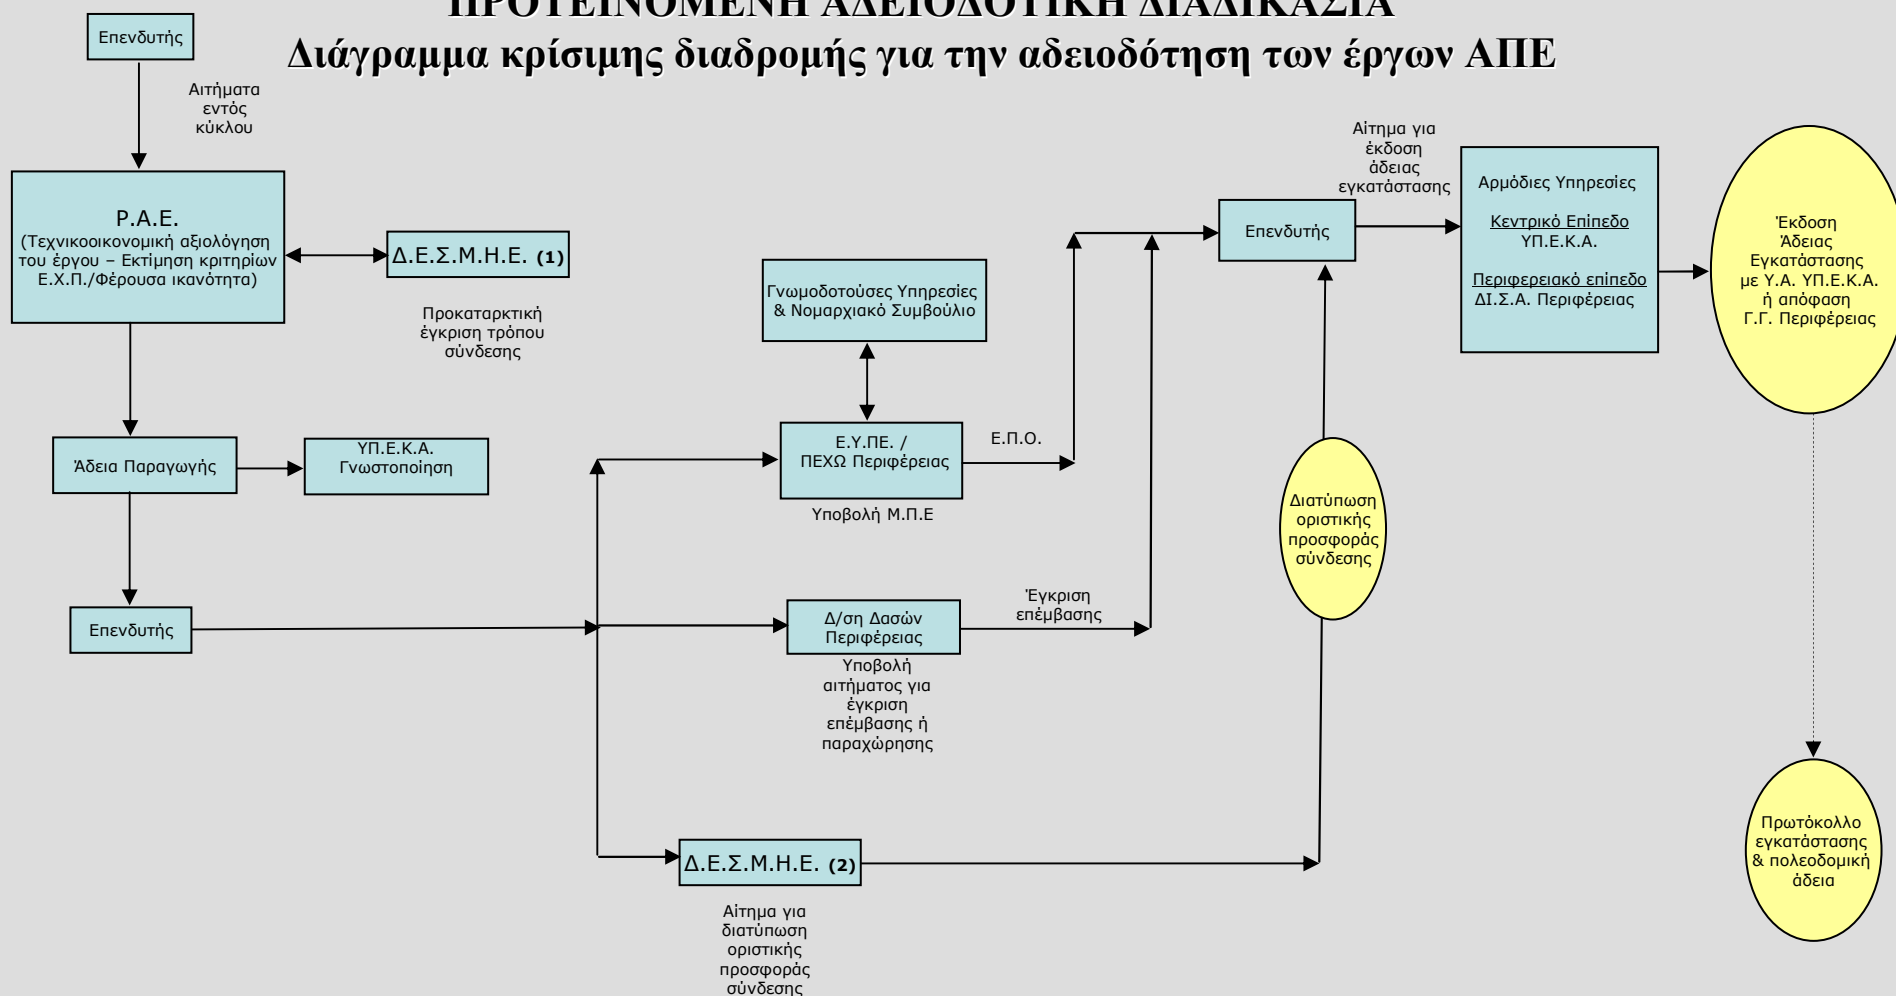 ΠΡΟΤΕΙΝΟΜΕΝΗ ΑΔΕΙΟΔΟΤΙΚΗ ΔΙΑΔΙΚΑΣΙΑ
Διάγραμμα κρίσιμης διαδρομής για την αδειοδότηση των έργων ΑΠΕ
Επενδυτής
Αιτήματα
εντός
κύκλου
Ρ.Α.Ε.
(Τεχνικοοικονομική αξιολόγηση
του έργου – Εκτίμηση κριτηρίων
Ε.Χ.Π./Φέρουσα ικανότητα)
Δ.Ε.Σ.Μ.Η.Ε. (1)
Προκαταρκτική
έγκριση τρόπου
σύνδεσης
Άδεια Παραγωγής
ΥΠ.Ε.Κ.Α.
Γνωστοποίηση
Επενδυτής
Γνωμοδοτούσες Υπηρεσίες
& Νομαρχιακό Συμβούλιο
Ε.Υ.ΠΕ. /
ΠΕΧΩ Περιφέρειας
Υποβολή Μ.Π.Ε
Ε.Π.Ο.
Δ/ση Δασών
Περιφέρειας
Υποβολή
αιτήματος για
έγκριση
επέμβασης ή
παραχώρησης
Έγκριση
επέμβασης
Δ.Ε.Σ.Μ.Η.Ε. (2)
Αίτημα για
διατύπωση
οριστικής
προσφοράς
σύνδεσης
Διατύπωση
οριστικής
προσφοράς
σύνδεσης
Επενδυτής
Αίτημα για
έκδοση
άδειας
εγκατάστασης
Αρμόδιες Υπηρεσίες
Κεντρικό Επίπεδο
ΥΠ.Ε.Κ.Α.
Περιφερειακό επίπεδο
ΔΙ.Σ.Α. Περιφέρειας
Έκδοση
Άδειας
Εγκατάστασης
με Υ.Α. ΥΠ.Ε.Κ.Α.
ή απόφαση
Γ.Γ. Περιφέρειας
Πρωτόκολλο
εγκατάστασης
& πολεοδομική
άδεια